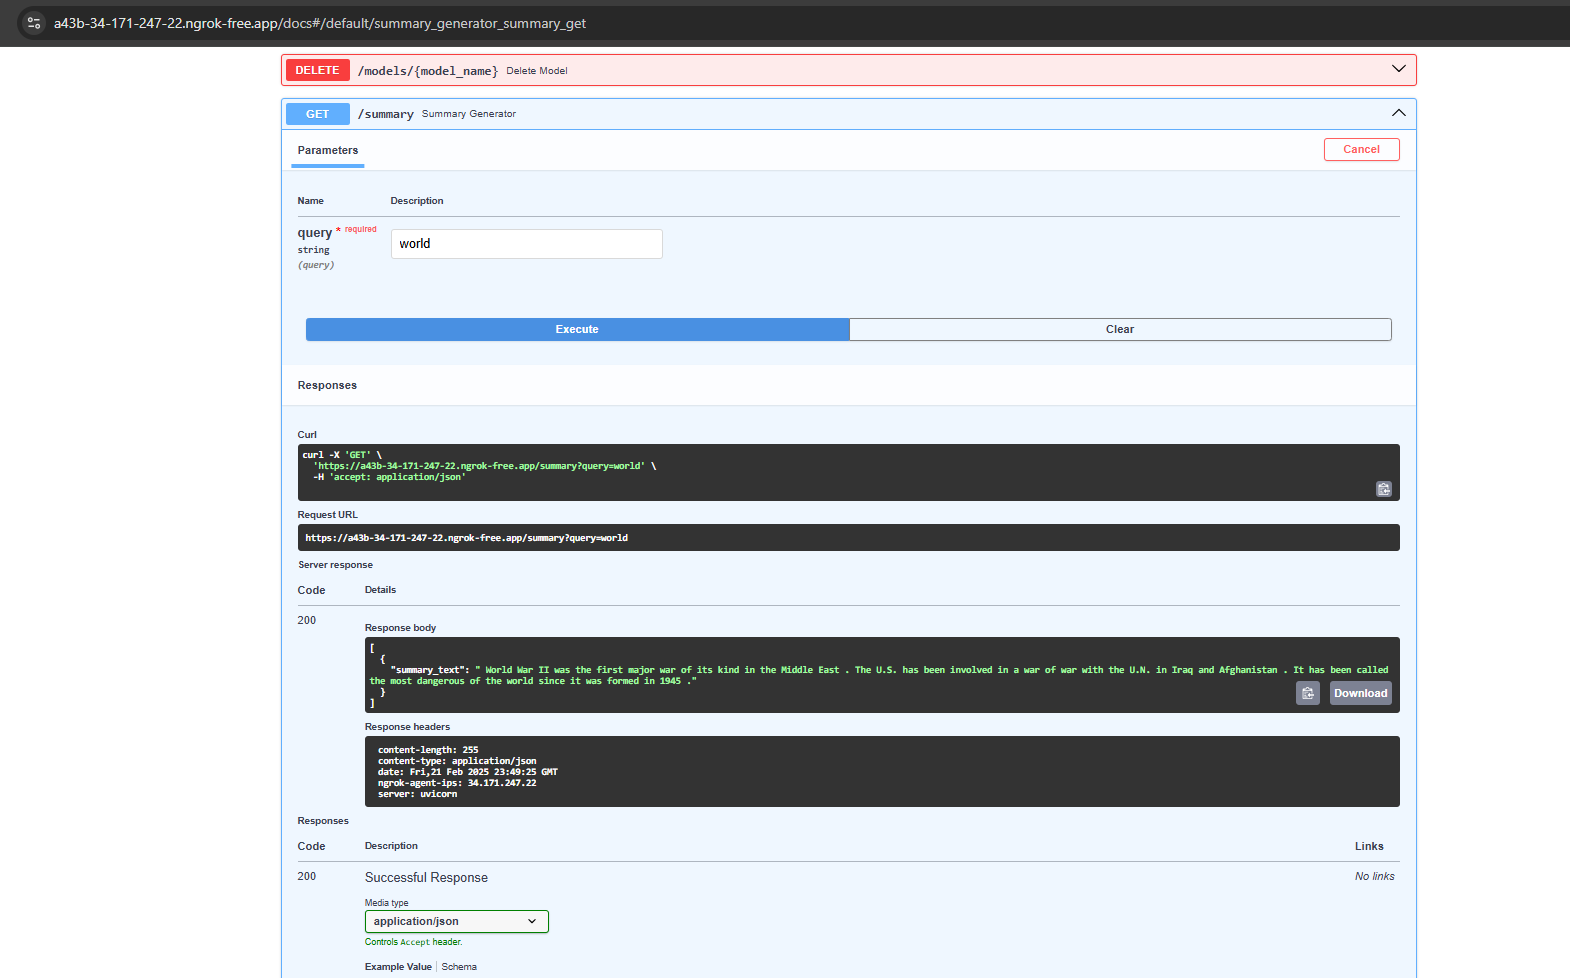 a43b-34-171-247-22.ngrok-free.app/docs#/default/summary_generator_summary_get
DELETE /models/{model_name} Delete Model
GET /summary Summary Generator
Parameters
Cancel
Name Description
query * required
string
(query)
world
Execute Clear
Responses
Curl
curl -X 'GET' \
'https://a43b-34-171-247-22.ngrok-free.app/summary?query=world' \
-H 'accept: application/json'
Request URL
https://a43b-34-171-247-22.ngrok-free.app/summary?query=world
Server response
Code Details
200
Response body
[
{
"summary_text": " World War II was the first major war of its kind in the Middle East . The U.S. has been involved in a war of war with the U.N. in Iraq and Afghanistan . It has been called
the most dangerous of the world since it was formed in 1945 ."
}
]
Download
Response headers
content-length: 255
content-type: application/json
date: Fri,21 Feb 2025 23:49:25 GMT
ngrok-agent-ips: 34.171.247.22
server: uvicorn
Responses
Code Description Links
200 Successful Response No links
Media type
application/json
Controls Accept header.
Example Value Schema